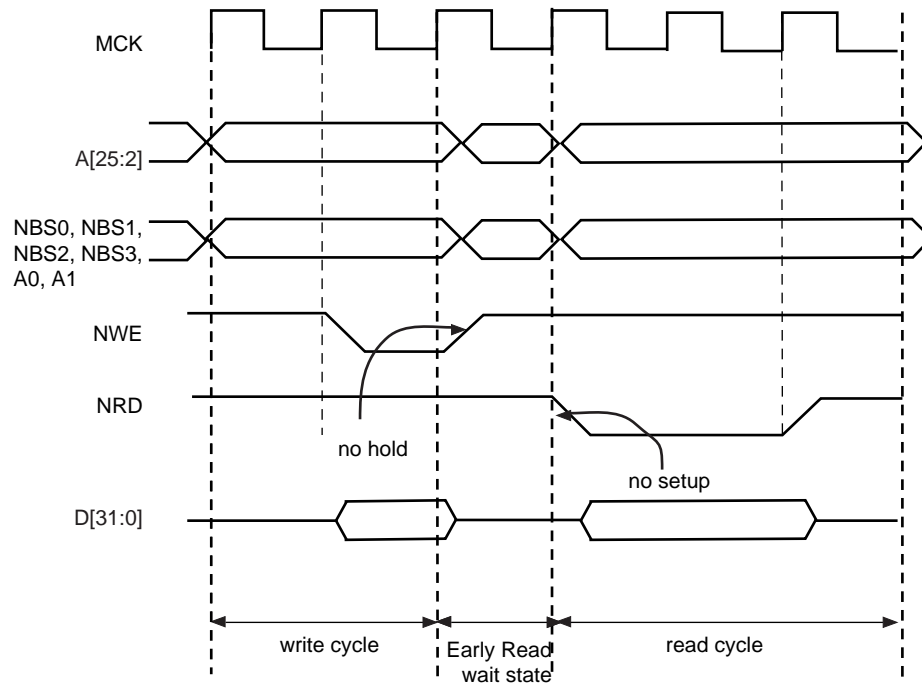 MCK
A[25:2]
NBS0, NBS1,
NBS2, NBS3,
A0, A1
NWE
NRD
no hold
no setup
D[31:0]
write cycle
Early Read
wait state
read cycle